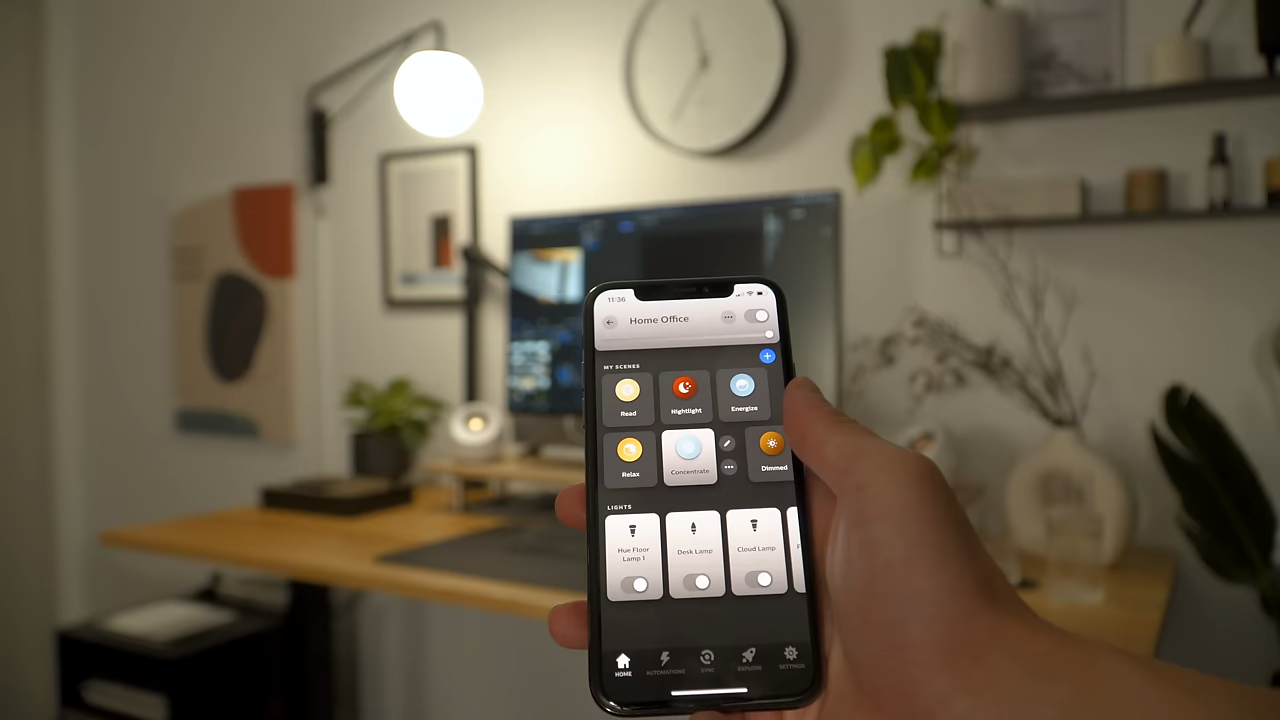 11:36
Home Office
MY SCENES
Read
Nightlight
Energize
Relax
Concentrate
Dimmed
LIGHTS
Hue Floor
Lamp 1
Desk Lamp
Cloud Lamp
HOME
AUTOMATIONS
SYNC
EXPLORE
SETTINGS